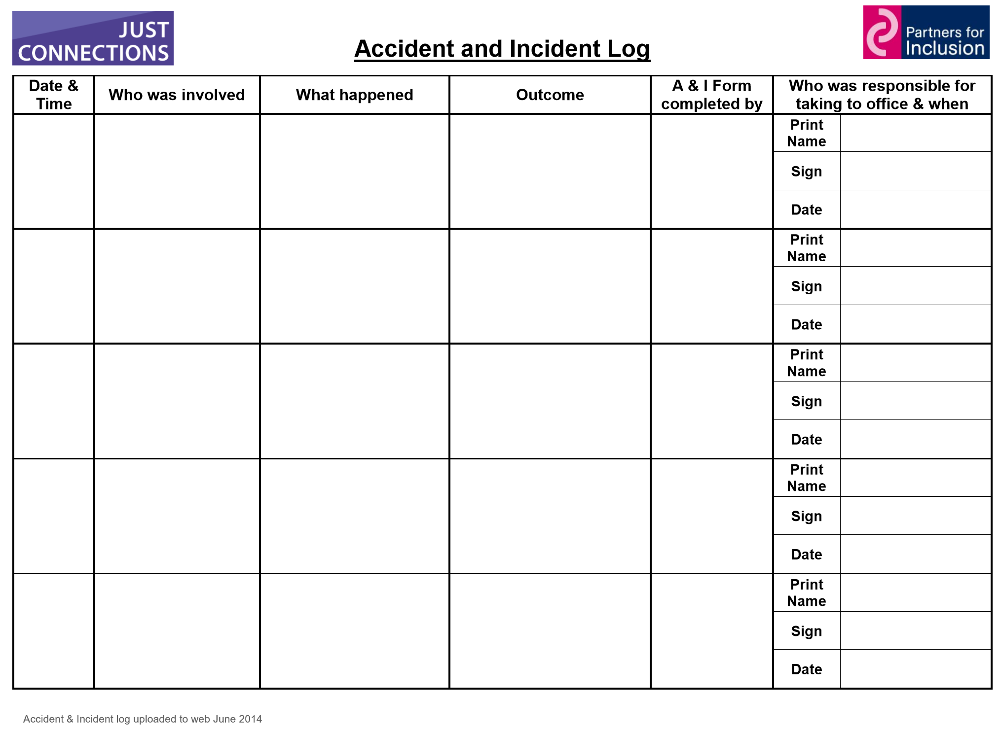 JUST
CONNECTIONS
Accident and Incident Log
Partners for
Inclusion
Date &
Time
Who was involved
What happened
Outcome
A & I Form
completed by
Who was responsible for
taking to office & when
Print
Name
Sign
Date
Print
Name
Sign
Date
Print
Name
Sign
Date
Print
Name
Sign
Date
Print
Name
Sign
Date
Accident & Incident log uploaded to web June 2014